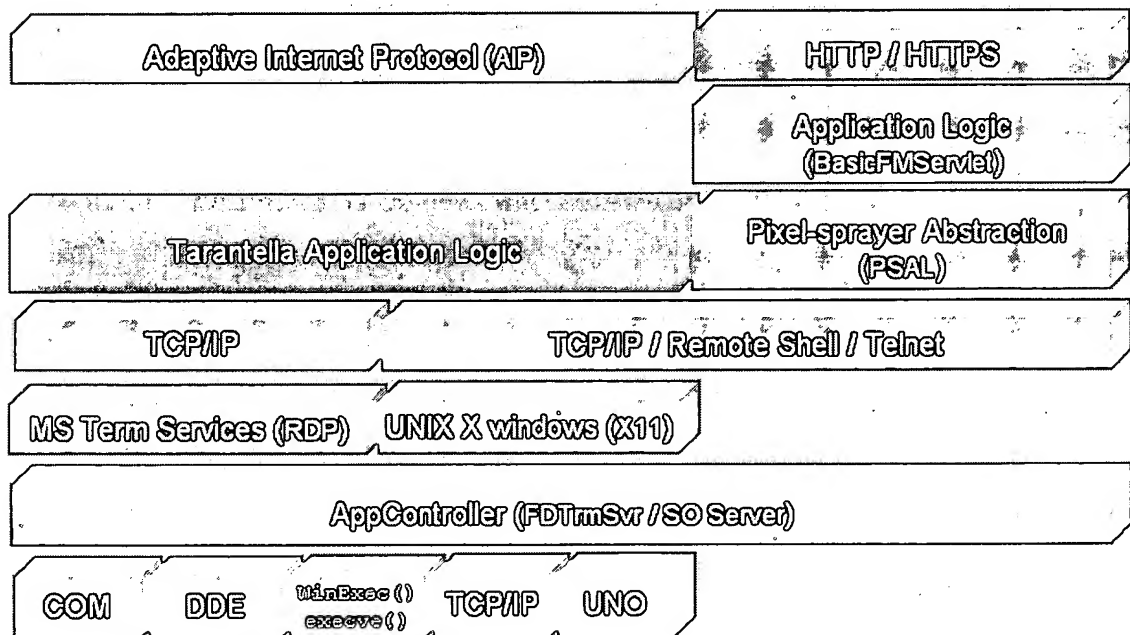 Adaptive Internet Protocol (AIP)
HTTP / HTTPS
Application Logic
(BasicFMServlet)
Tarantella Application Logic
Pixel-sprayer Abstraction
(PSAL)
TCP/IP
TCP/IP / Remote Shell / Telnet
MS Term Services (RDP)
UNIX X windows (X11)
AppController (FDTrmSvr / SO Server)
COM
DDE
WinExec()
execve()
TCP/IP
UNO